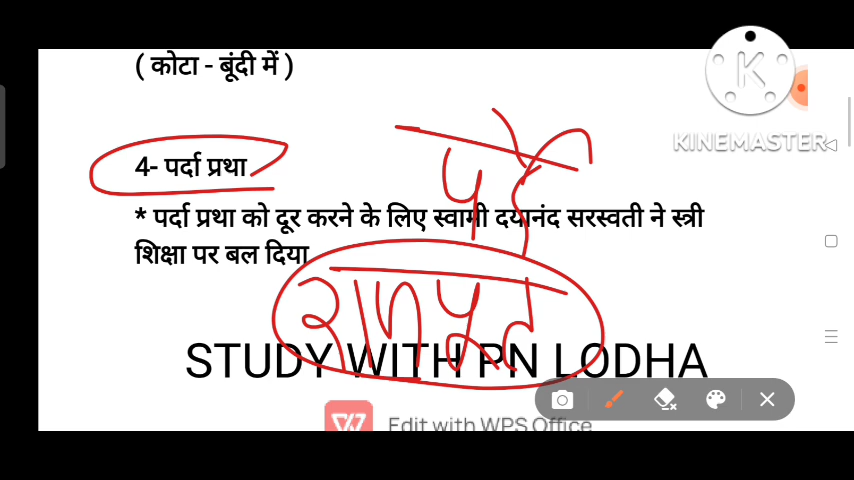 ( कोटा - बूंदी में )
KINEMASTER
4- पर्दा प्रथा
* पर्दा प्रथा को दूर करने के लिए स्वामी दयानंद सरस्वती ने स्त्री
शिक्षा पर बल दिया
राजपूत
STUDY WITH PN LODHA
Edit with WPS Office